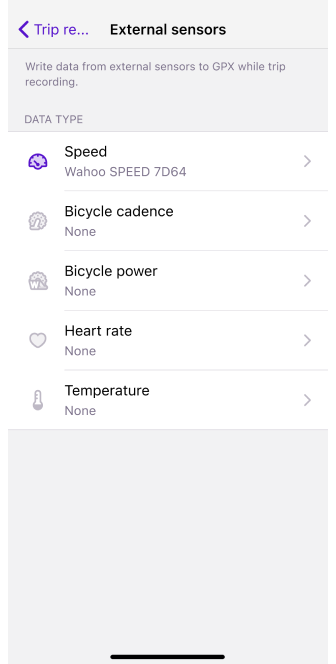 Trip re... External sensors
Write data from external sensors to GPX while trip
recording.
DATA TYPE
Speed
Wahoo SPEED 7D64
Bicycle cadence
None
Bicycle power
None
Heart rate
None
Temperature
None